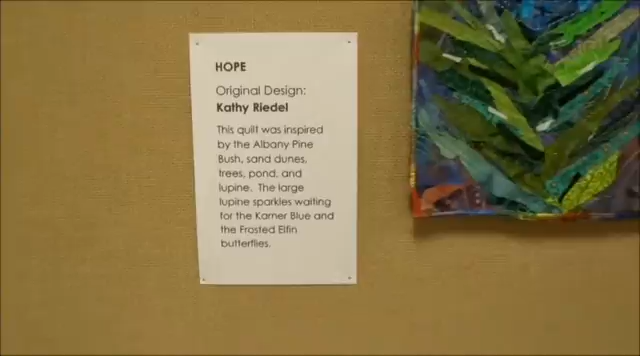 HOPE
Original Design:
Kathy Riedel
This quilt was inspired
by the Albany Pine
Bush, sand dunes,
trees, pond, and
lupine. The large
lupine sparkles waiting
for the Karner Blue and
the Frosted Elfin
butterflies.